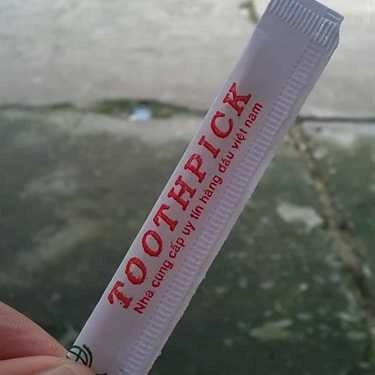 TOOTHPICK
Nhà cung cấp uy tín hàng đầu việt nam